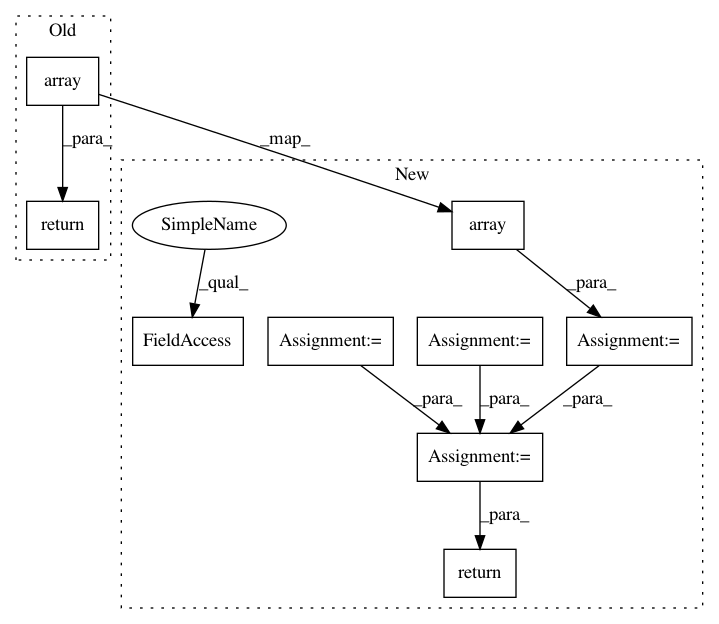 Old
array
_para_
_map_
New
return
SimpleName
array
_qual_
_para_
FieldAccess
Assignment:=
Assignment:=
Assignment:=
_para_
_para_
_para_
Assignment:=
_para_
return